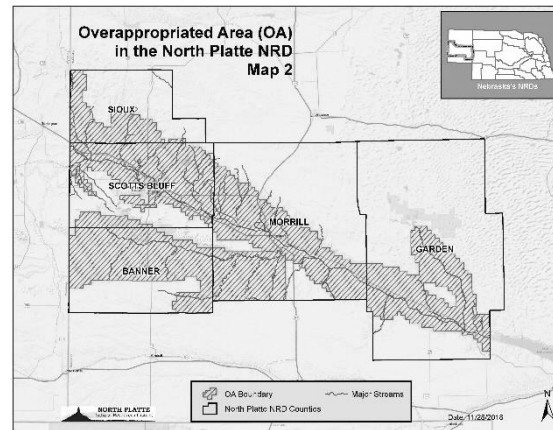 Overappropriated Area (OA)
in the North Platte NRD
Map 2
Nebraska's NRDs
SIOUX
SCOTTS BLUFF
MORRILL
GARDEN
BANNER
OA Boundary
Major Streams
North Platte NRD Counties
NORTH PLATTE
Date: 11/28/2018
N